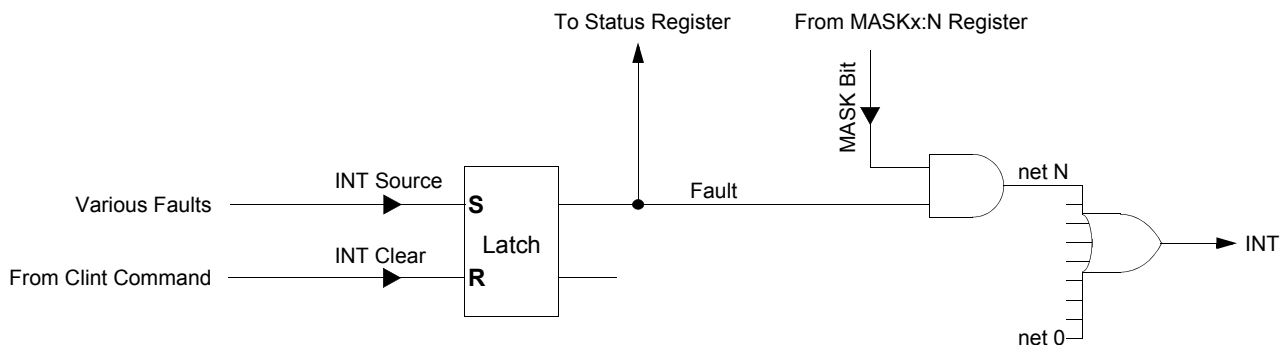 To Status Register
From MASKx:N Register
MASK Bit
INT Source
Various Faults
S
Fault
net N
Latch
INT
INT Clear
From Clint Command
R
net 0